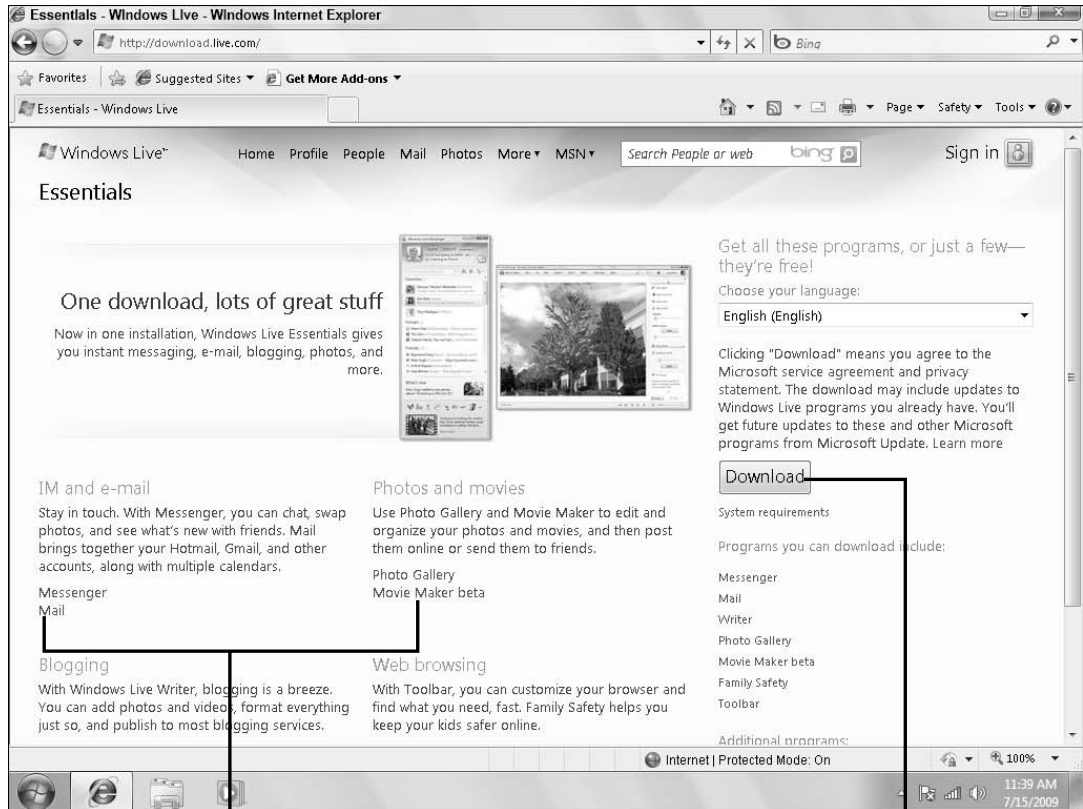 Essentials - Windows Live - Windows Internet Explorer
http://download.live.com/
Bing
Favorites
Suggested Sites
Get More Add-ons
Essentials - Windows Live
Page
Safety
Tools
Windows Live
Home Profile People Mail Photos More MSN
Search People or web bing
Sign in
Essentials
One download, lots of great stuff
Now in one installation, Windows Live Essentials gives
you instant messaging, e-mail, blogging, photos, and
more.
Get all these programs, or just a few—
they're free!
Choose your language:
English (English)
Clicking "Download" means you agree to the
Microsoft service agreement and privacy
statement. The download may include updates to
Windows Live programs you already have. You'll
get future updates to these and other Microsoft
programs from Microsoft Update. Learn more
Download
System requirements
Programs you can download include:
Messenger
Mail
Writer
Photo Gallery
Movie Maker beta
Family Safety
Toolbar
Additional programs:
IM and e-mail
Stay in touch. With Messenger, you can chat, swap
photos, and see what's new with friends. Mail
brings together your Hotmail, Gmail, and other
accounts, along with multiple calendars.
Messenger
Mail
Photos and movies
Use Photo Gallery and Movie Maker to edit and
organize your photos and movies, and then post
them online or send them to friends.
Photo Gallery
Movie Maker beta
Blogging
With Windows Live Writer, blogging is a breeze.
You can add photos and videos, format everything
just so, and publish to most blogging services.
Web browsing
With Toolbar, you can customize your browser and
find what you need, fast. Family Safety helps you
keep your kids safer online.
Internet | Protected Mode: On
100%
11:39 AM
7/15/2009